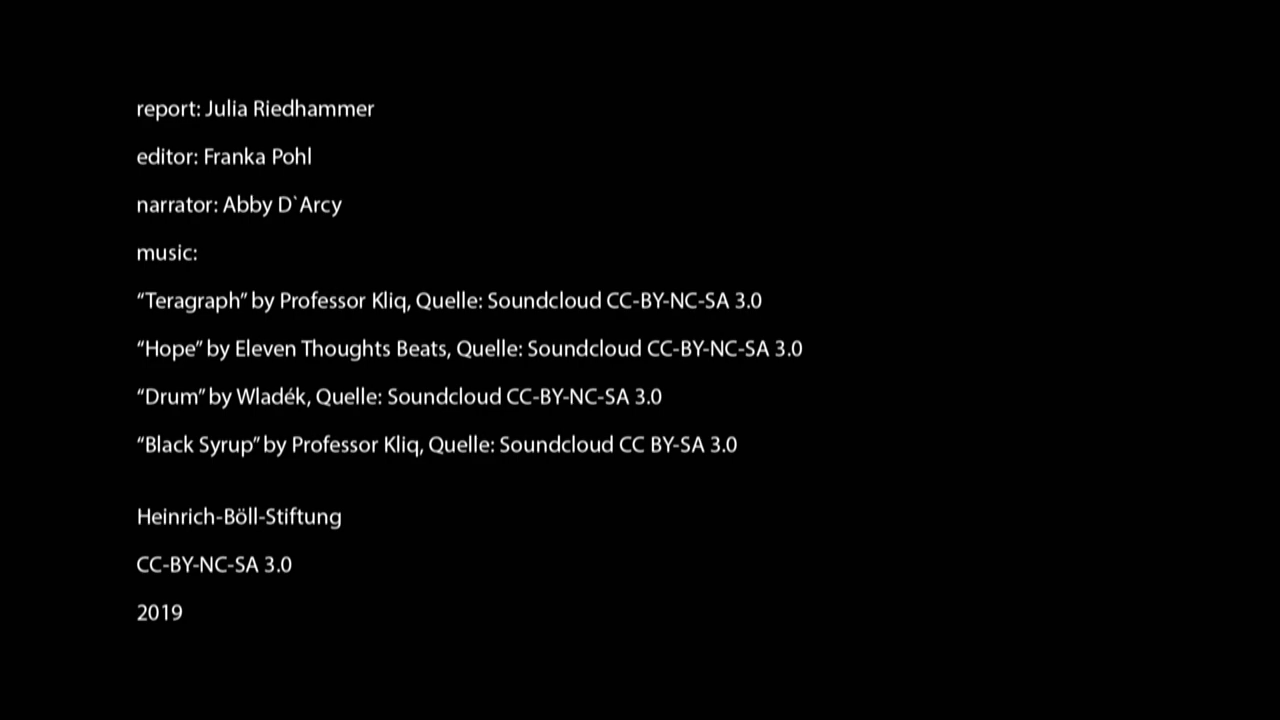 report: Julia Riedhammer
editor: Franka Pohl
narrator: Abby D`Arcy
music:
“Teragraph” by Professor Kliq, Quelle: Soundcloud CC-BY-NC-SA 3.0
“Hope” by Eleven Thoughts Beats, Quelle: Soundcloud CC-BY-NC-SA 3.0
“Drum” by Wladék, Quelle: Soundcloud CC-BY-NC-SA 3.0
“Black Syrup” by Professor Kliq, Quelle: Soundcloud CC BY-SA 3.0
Heinrich-Böll-Stiftung
CC-BY-NC-SA 3.0
2019